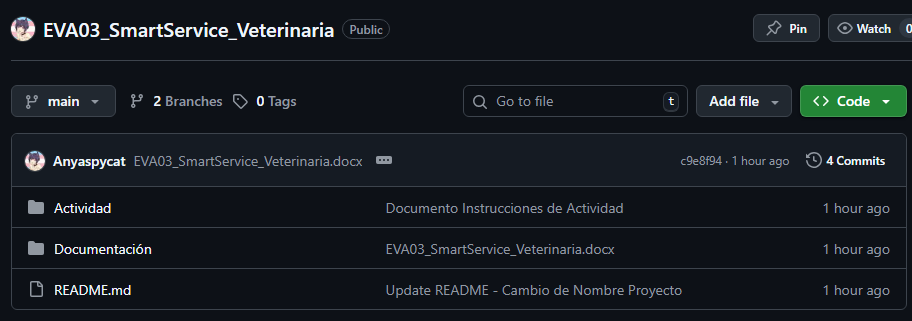 EVA03_SmartService_Veterinaria Public Pin Watch 0
main 2 Branches 0 Tags Go to file t Add file Code
Anyaspycat EVA03_SmartService_Veterinaria.docx c9e8f94 · 1 hour ago 4 Commits
Actividad Documento Instrucciones de Actividad 1 hour ago
Documentación EVA03_SmartService_Veterinaria.docx 1 hour ago
README.md Update README - Cambio de Nombre Proyecto 1 hour ago